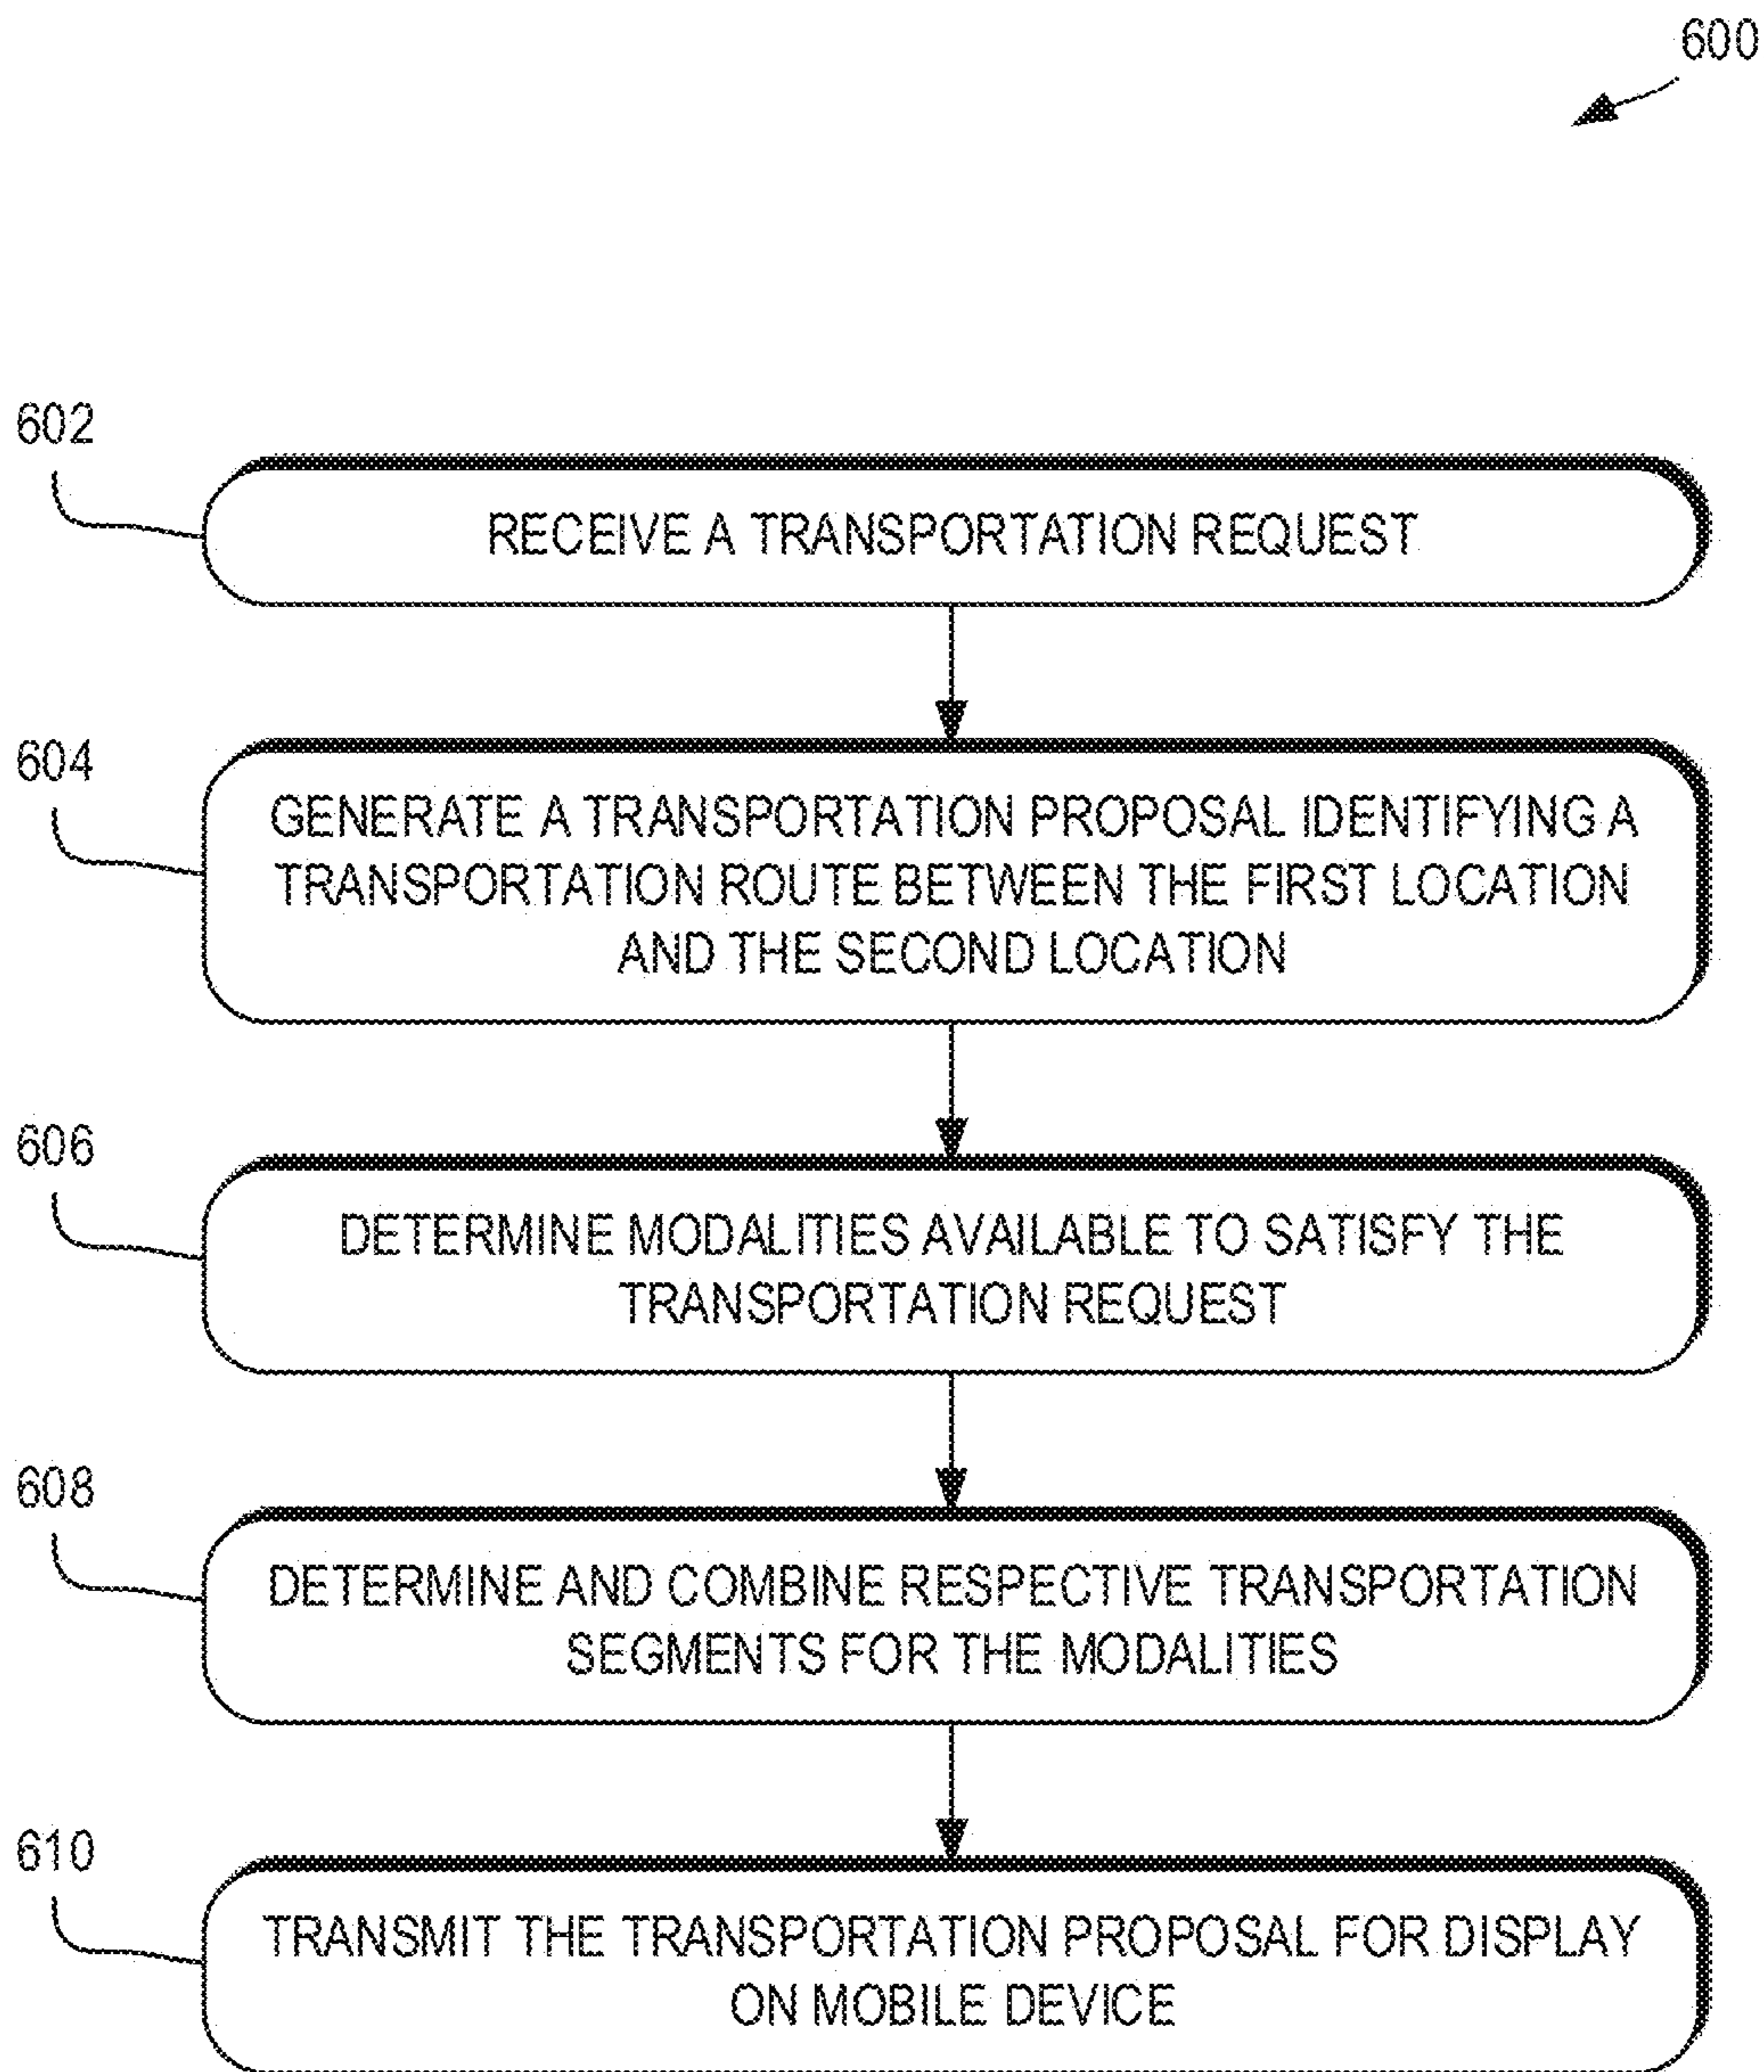 600
602
RECEIVE A TRANSPORTATION REQUEST
604
GENERATE A TRANSPORTATION PROPOSAL IDENTIFYING A
TRANSPORTATION ROUTE BETWEEN THE FIRST LOCATION
AND THE SECOND LOCATION
606
DETERMINE MODALITIES AVAILABLE TO SATISFY THE
TRANSPORTATION REQUEST
608
DETERMINE AND COMBINE RESPECTIVE TRANSPORTATION
SEGMENTS FOR THE MODALITIES
610
TRANSMIT THE TRANSPORTATION PROPOSAL FOR DISPLAY
ON MOBILE DEVICE